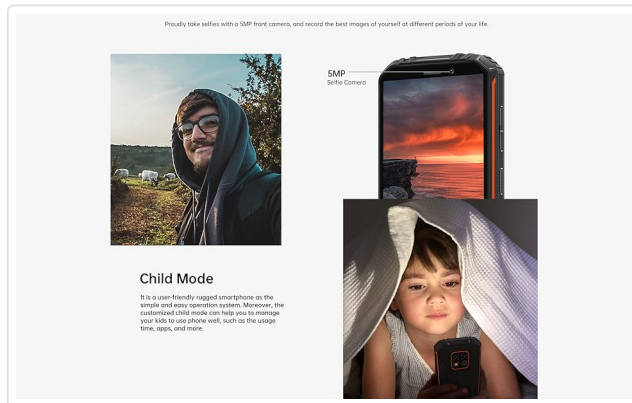 Proudly take selfies with a 5MP front camera, and record the best images of yourself at different periods of your life.
5MP
Selfie Camera
Child Mode
It is a user-friendly rugged smartphone as the
simple and easy operation system. Moreover, the
customized child mode can help you to manage
your kids to use phone well, such as the usage
time, apps, and more.